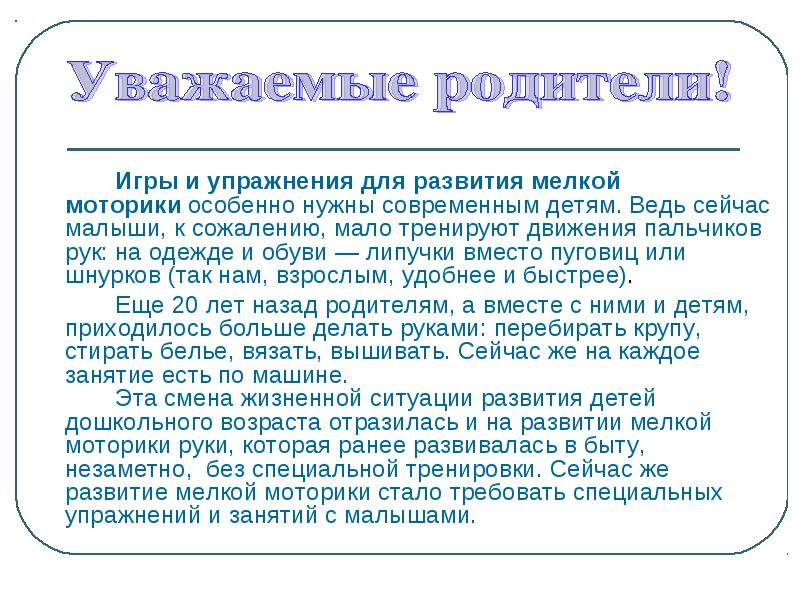 Уважаемые родители!
Игры и упражнения для развития мелкой
моторики особенно нужны современным детям. Ведь сейчас
малыши, к сожалению, мало тренируют движения пальчиков
рук: на одежде и обуви — липучки вместо пуговиц или
шнурков (так нам, взрослым, удобнее и быстрее).
Еще 20 лет назад родителям, а вместе с ними и детям,
приходилось больше делать руками: перебирать крупу,
стирать белье, вязать, вышивать. Сейчас же на каждое
занятие есть по машине.
Эта смена жизненной ситуации развития детей
дошкольного возраста отразилась и на развитии мелкой
моторики руки, которая ранее развивалась в быту,
незаметно, без специальной тренировки. Сейчас же
развитие мелкой моторики стало требовать специальных
упражнений и занятий с малышами.